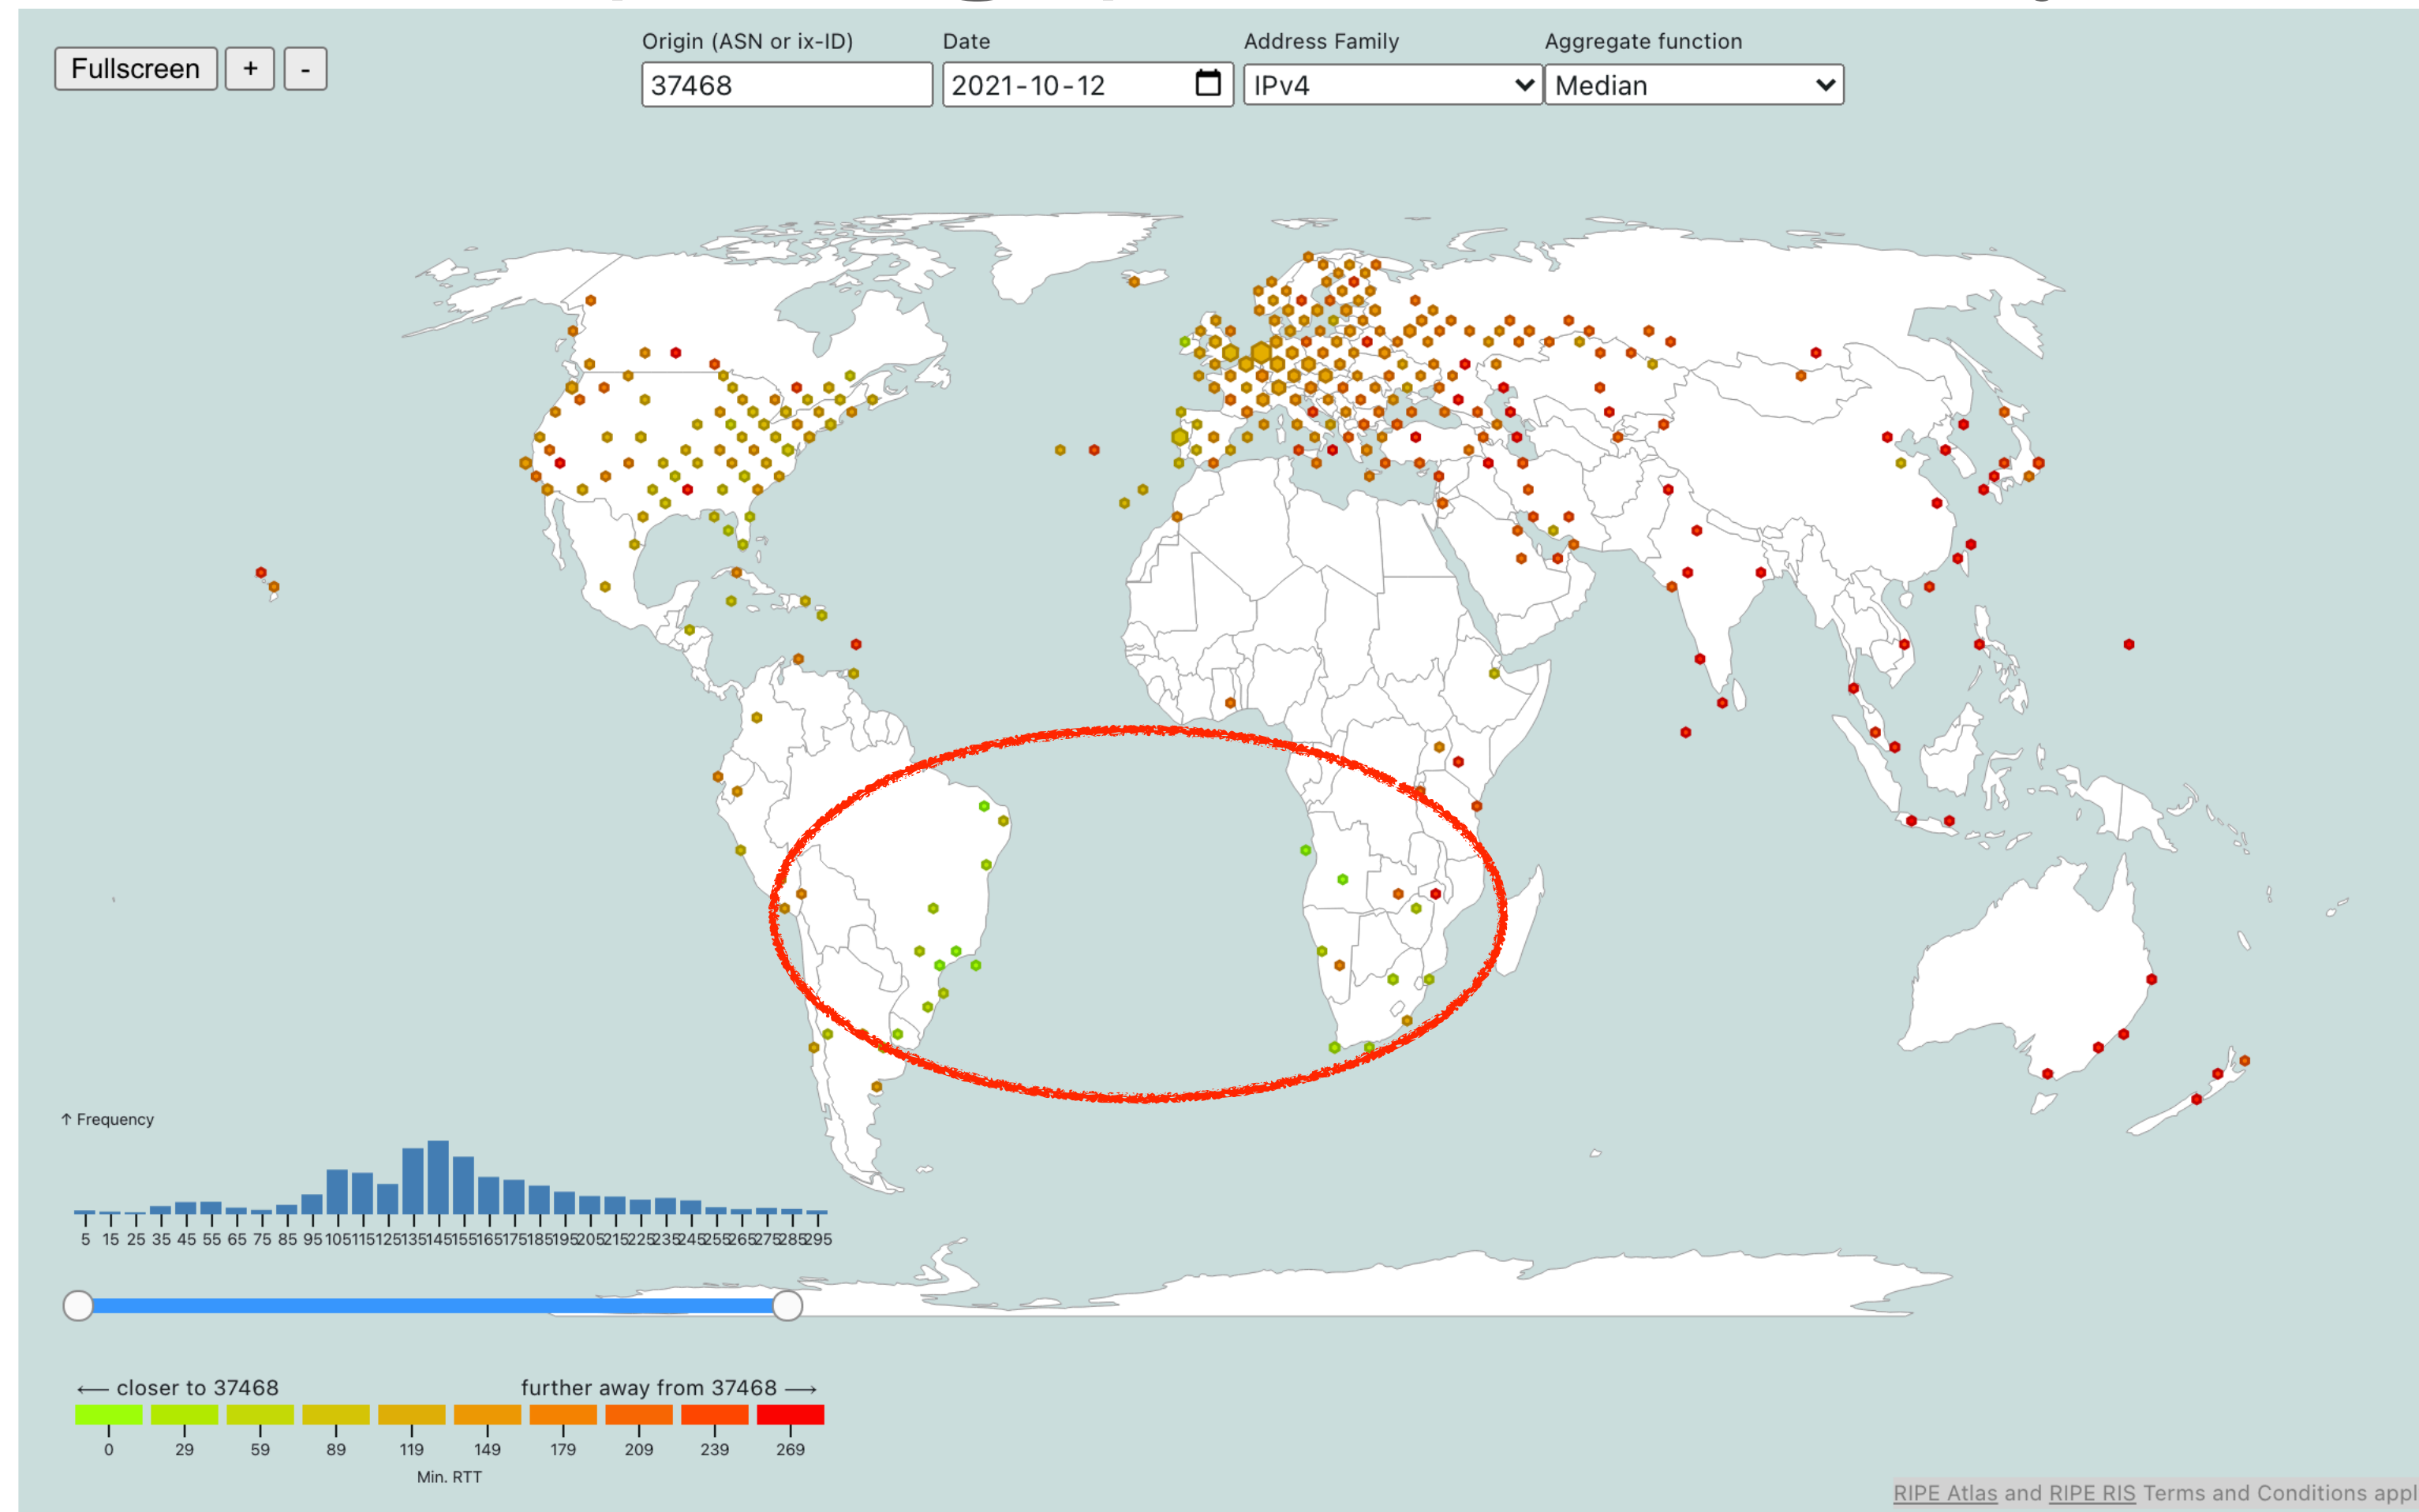 Origin (ASN or ix-ID) Date Address Family Aggregate function
Fullscreen + - 37468 2021-10-12 IPv4 Median
↑ Frequency
5 15 25 35 45 55 65 75 85 95 105 115 125 135 145 155 165 175 185 195 205 215 225 235 245 255 265 275 285 295
⟵ closer to 37468 further away from 37468 ⟶
0 29 59 89 119 149 179 209 239 269
Min. RTT
RIPE Atlas and RIPE RIS Terms and Conditions appl